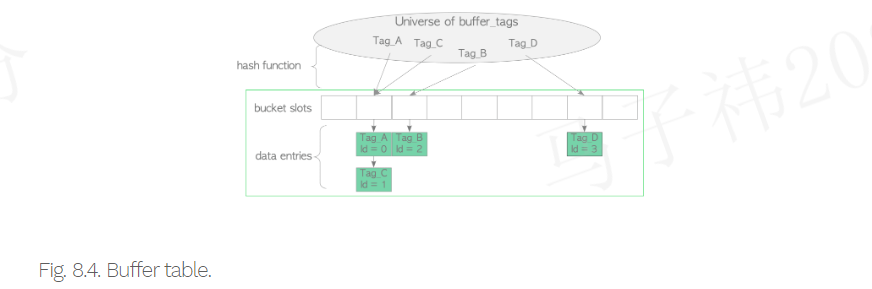 Universe of buffer_tags
Tag_A Tag_C Tag_B Tag_D
hash function
bucket slots
data entries
Tag_A Tag_B Tag_D
Id = 0 Id = 2 Id = 3
Tag_C
Id = 1
马子祎20
Fig. 8.4. Buffer table.